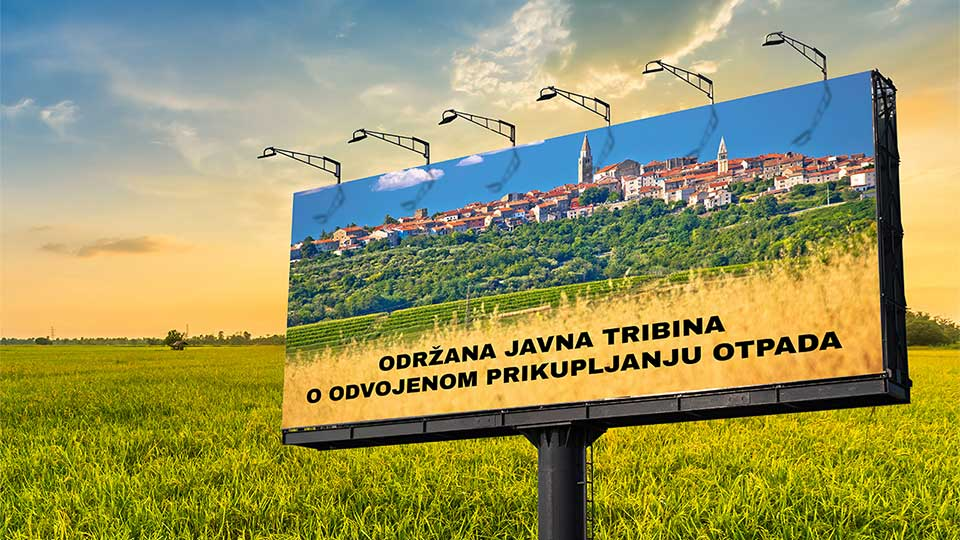 ODRŽANA JAVNA TRIBINA
O ODVOJENOM PRIKUPLJANJU OTPADA